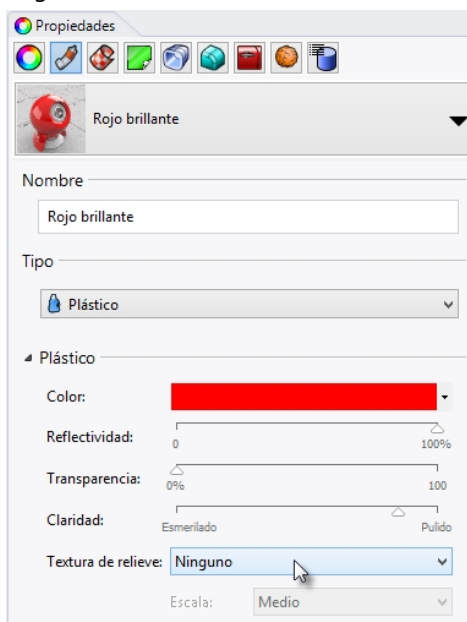 Propiedades
Rojo brillante
Nombre
Rojo brillante
Tipo
Plástico
Plástico
Color:
Reflectividad: 0 100%
Transparencia: 0% 100
Claridad: Esmerilado Pulido
Textura de relieve: Ninguno
Escala: Medio